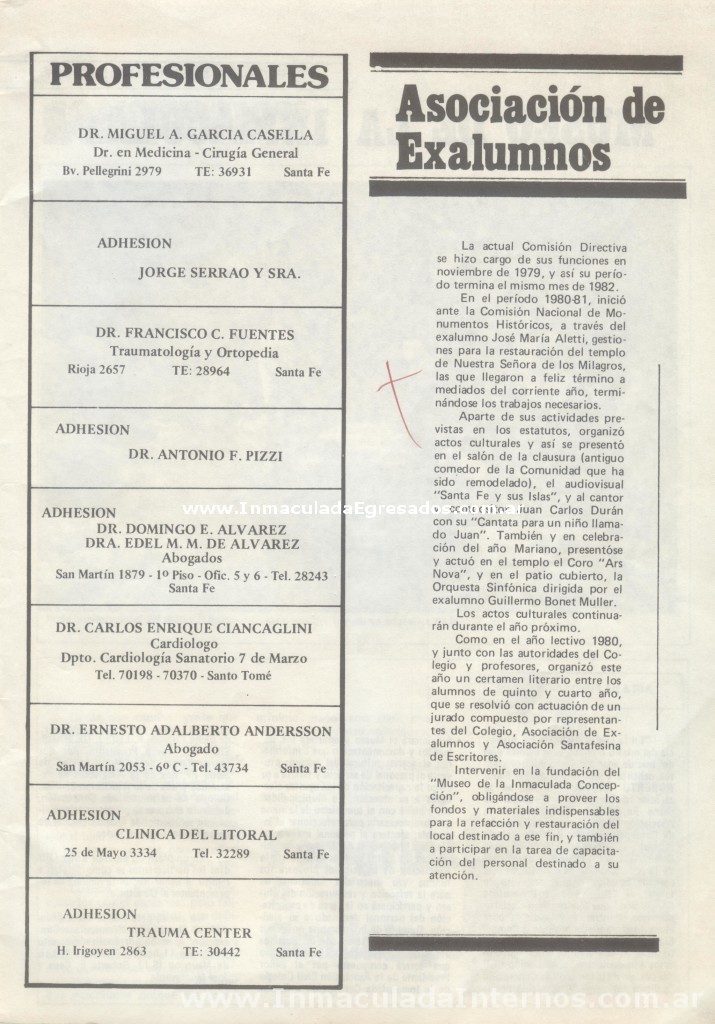 PROFESIONALES
DR. MIGUEL A. GARCIA CASELLA
Dr. en Medicina - Cirugía General
Bv. Pellegrini 2979 TE: 36931 Santa Fe
ADHESION
JORGE SERRAO Y SRA.
DR. FRANCISCO C. FUENTES
Traumatología y Ortopedia
Rioja 2657 TE: 28964 Santa Fe
ADHESION
DR. ANTONIO F. PIZZI
ADHESION
DR. DOMINGO E. ALVAREZ
DRA. EDEL M. M. DE ALVAREZ
Abogados
San Martín 1879 - 1º Piso - Ofic. 5 y 6 - Tel. 28243
Santa Fe
DR. CARLOS ENRIQUE CIANCAGLINI
Cardiologo
Dpto. Cardiología Sanatorio 7 de Marzo
Tel. 70198 - 70370 - Santo Tomé
DR. ERNESTO ADALBERTO ANDERSSON
Abogado
San Martín 2053 - 6º C - Tel. 43734 Santa Fe
ADHESION
CLINICA DEL LITORAL
25 de Mayo 3334 Tel. 32289 Santa Fe
ADHESION
TRAUMA CENTER
H. Irigoyen 2863 TE: 30442 Santa Fe
Asociación de
Exalumnos
La actual Comisión Directiva
se hizo cargo de sus funciones en
noviembre de 1979, y así su perío-
do termina el mismo mes de 1982.
En el período 1980-81, inició
ante la Comisión Nacional de Mo-
numentos Históricos, a través del
exalumno José María Aletti, gestio-
nes para la restauración del templo
de Nuestra Señora de los Milagros,
las que llegaron a feliz término a
mediados del corriente año, termi-
nándose los trabajos necesarios.
Aparte de sus actividades pre-
vistas en los estatutos, organizó
actos culturales y así se presentó
en el salón de la clausura (antiguo
comedor de la Comunidad que ha
sido remodelado), el audiovisual
"Santa Fe y sus Islas", y al cantor
y Juan Carlos Durán
con su "Cantata para un niño llama-
do Juan". También y en celebra-
ción del año Mariano, presentóse
y actuó en el templo el Coro "Ars
Nova", y en el patio cubierto, la
Orquesta Sinfónica dirigida por el
exalumno Guillermo Bonet Muller.
Los actos culturales continua-
rán durante el año próximo.
Como en el año lectivo 1980,
y junto con las autoridades del Co-
legio y profesores, organizó este
año un certamen literario entre los
alumnos de quinto y cuarto año,
que se resolvió con actuación de un
jurado compuesto por representan-
tes del Colegio, Asociación de Ex-
alumnos y Asociación Santafesina
de Escritores.
Intervenir en la fundación del
"Museo de la Inmaculada Concep-
ción", obligándose a proveer los
fondos y materiales indispensables
para la refacción y restauración del
local destinado a ese fin, y también
a participar en la tarea de capacita-
ción del personal destinado a su
atención.
www.InmaculadaEgresados.com.ar
www.InmaculadaInternos.com.ar